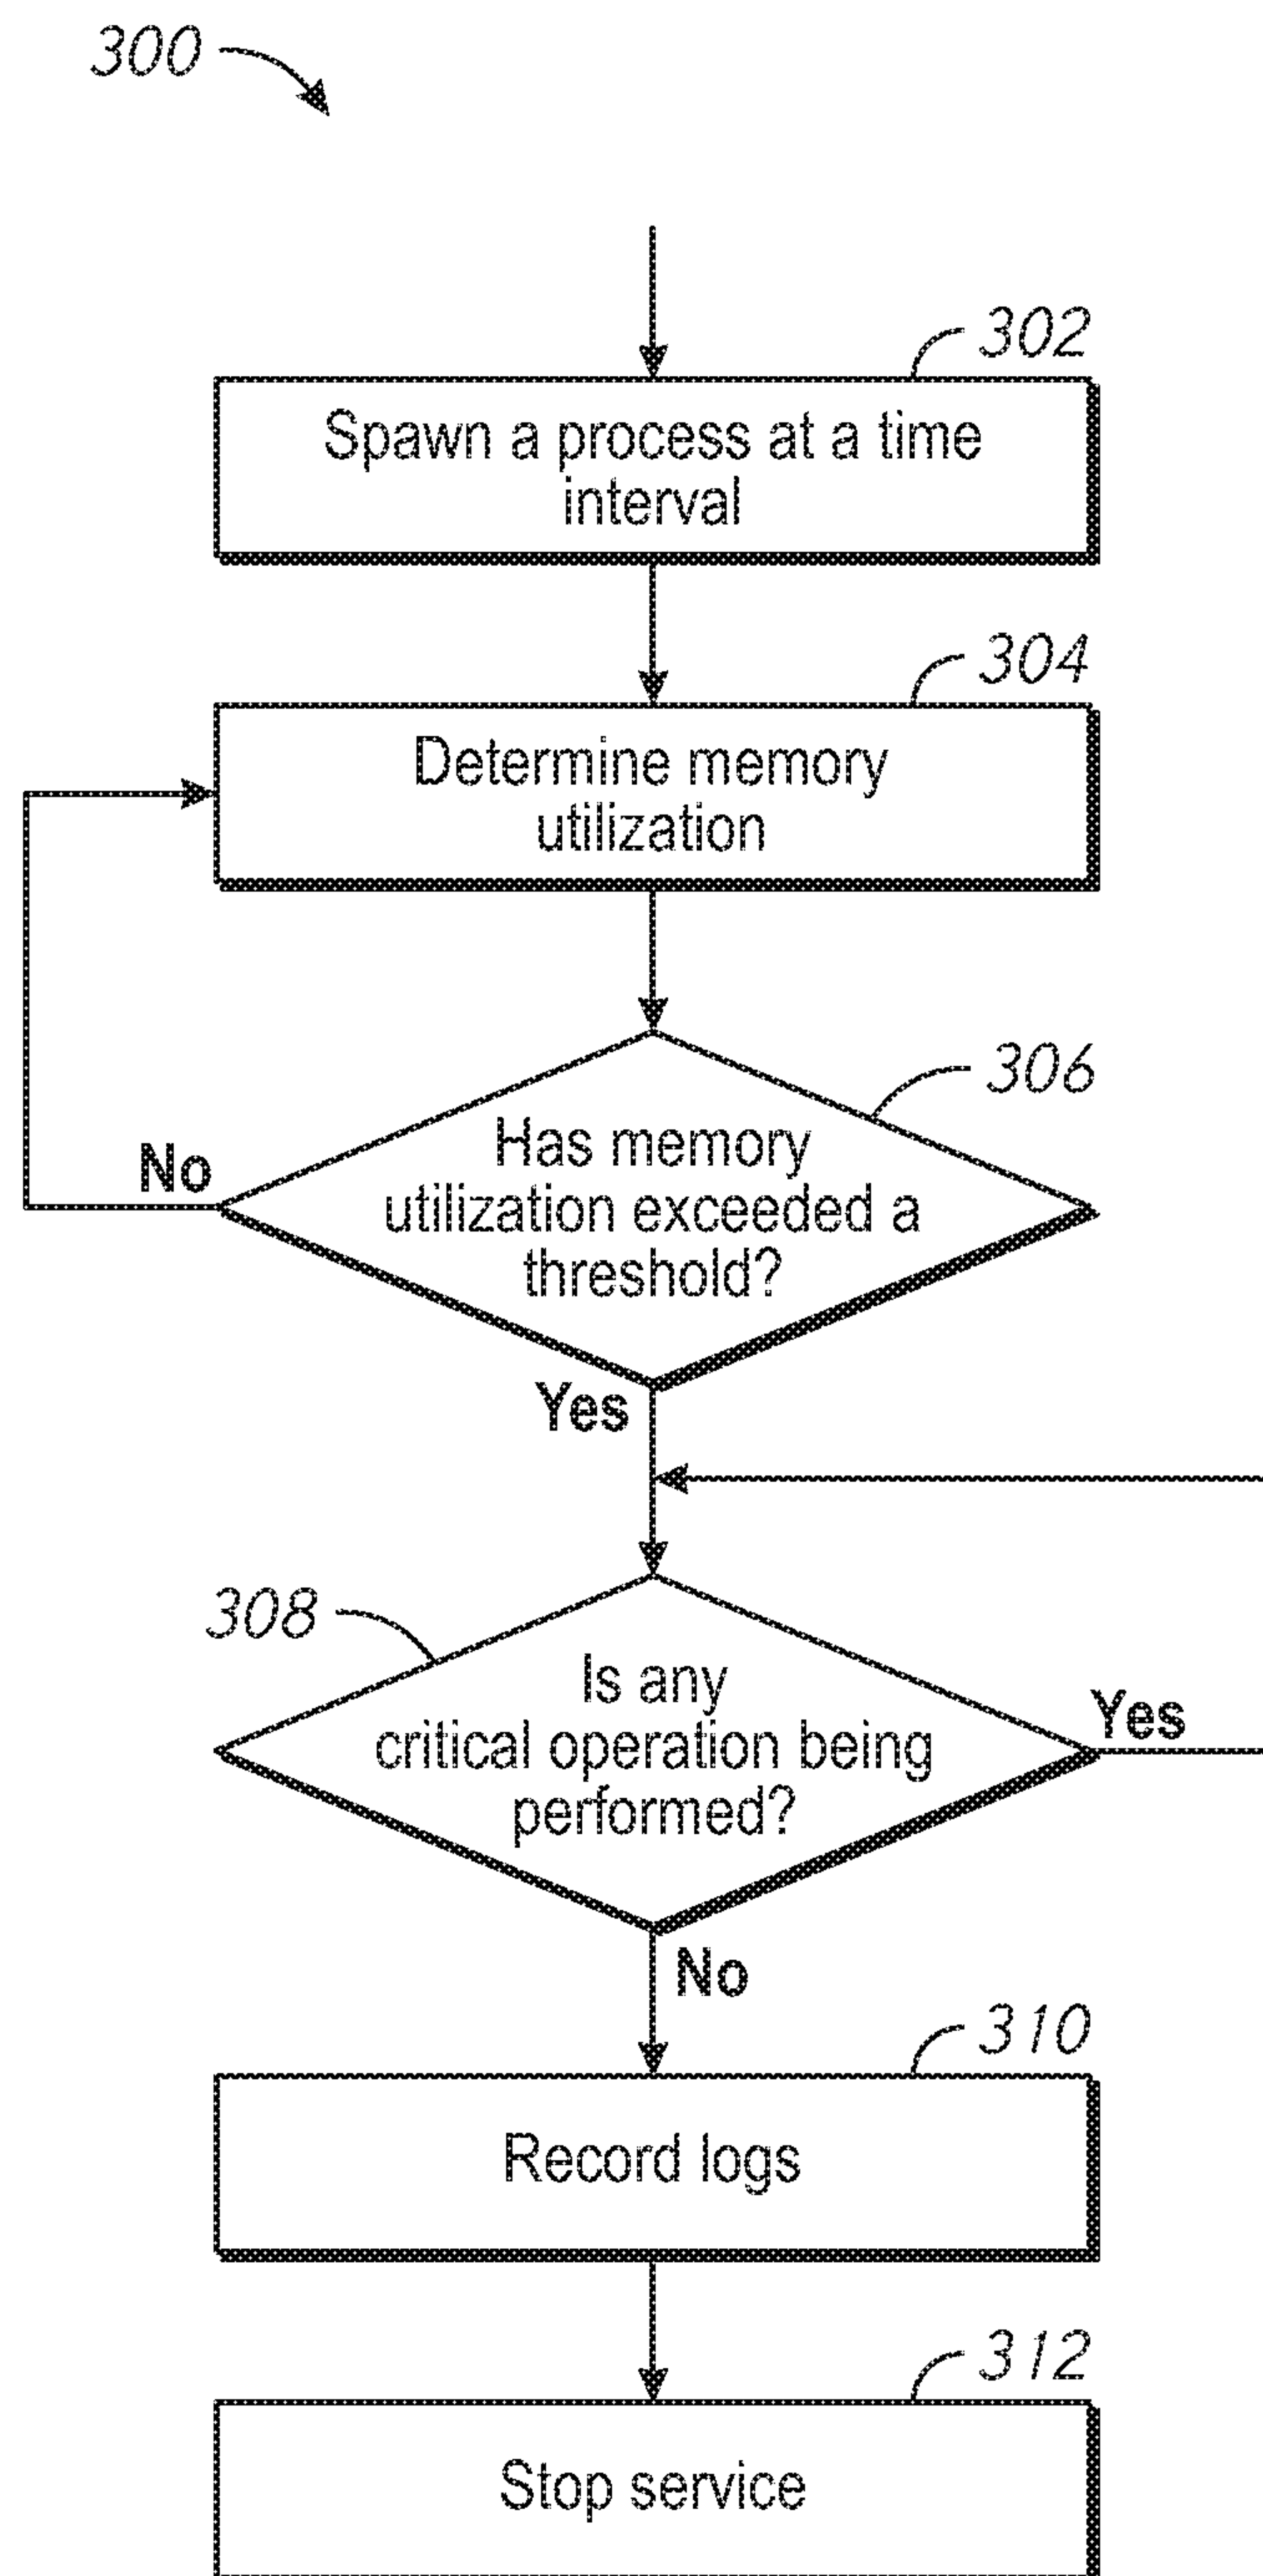 300
302
Spawn a process at a time
interval
304
Determine memory
utilization
306
Has memory
utilization exceeded a
threshold?
No
Yes
308
Is any
critical operation being
performed?
Yes
No
310
Record logs
312
Stop service